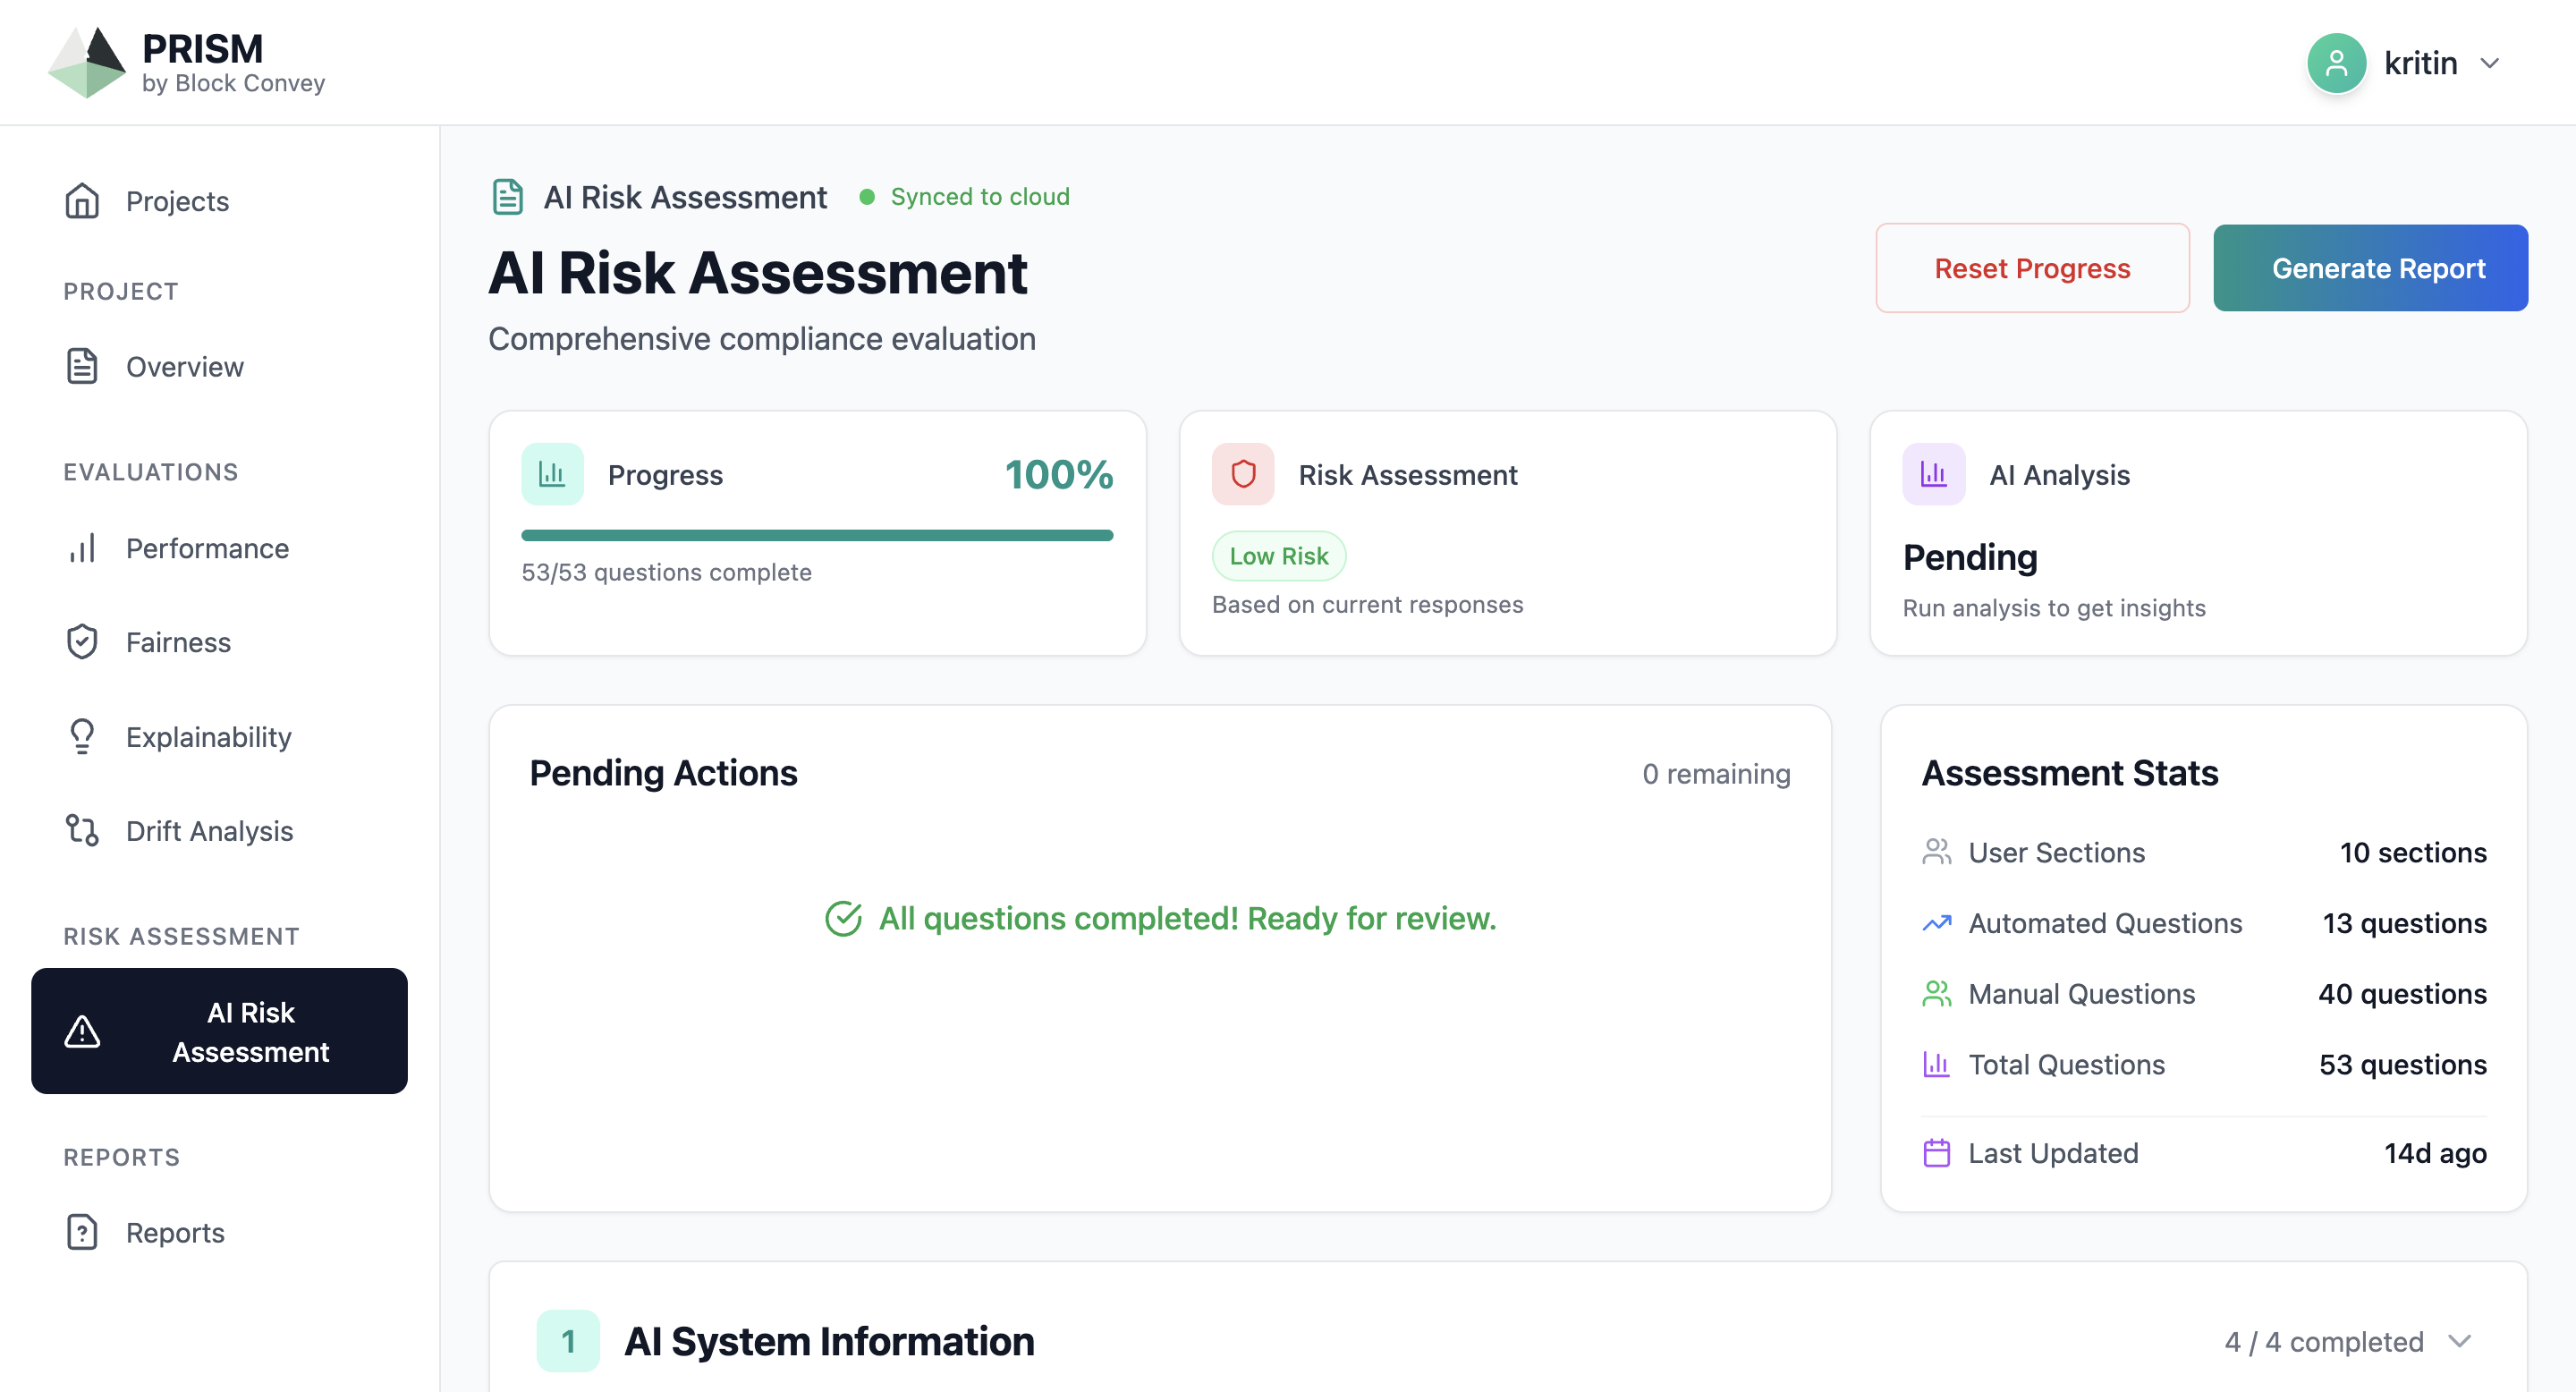 PRISM
by Block Convey
kritin
Projects
PROJECT
Overview
EVALUATIONS
Performance
Fairness
Explainability
Drift Analysis
RISK ASSESSMENT
AI Risk
Assessment
REPORTS
Reports
AI Risk Assessment
Synced to cloud
AI Risk Assessment
Comprehensive compliance evaluation
Reset Progress
Generate Report
Progress
100%
53/53 questions complete
Risk Assessment
Low Risk
Based on current responses
AI Analysis
Pending
Run analysis to get insights
Pending Actions
0 remaining
All questions completed! Ready for review.
Assessment Stats
User Sections 10 sections
Automated Questions 13 questions
Manual Questions 40 questions
Total Questions 53 questions
Last Updated 14d ago
1 AI System Information
4 / 4 completed